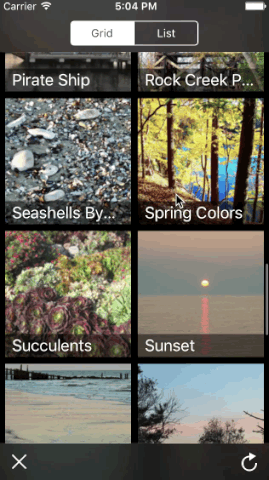 Carrier 5:04 PM
Grid List
Pirate Ship Rock Creek P...
Seashells By... Spring Colors
Succulents Sunset